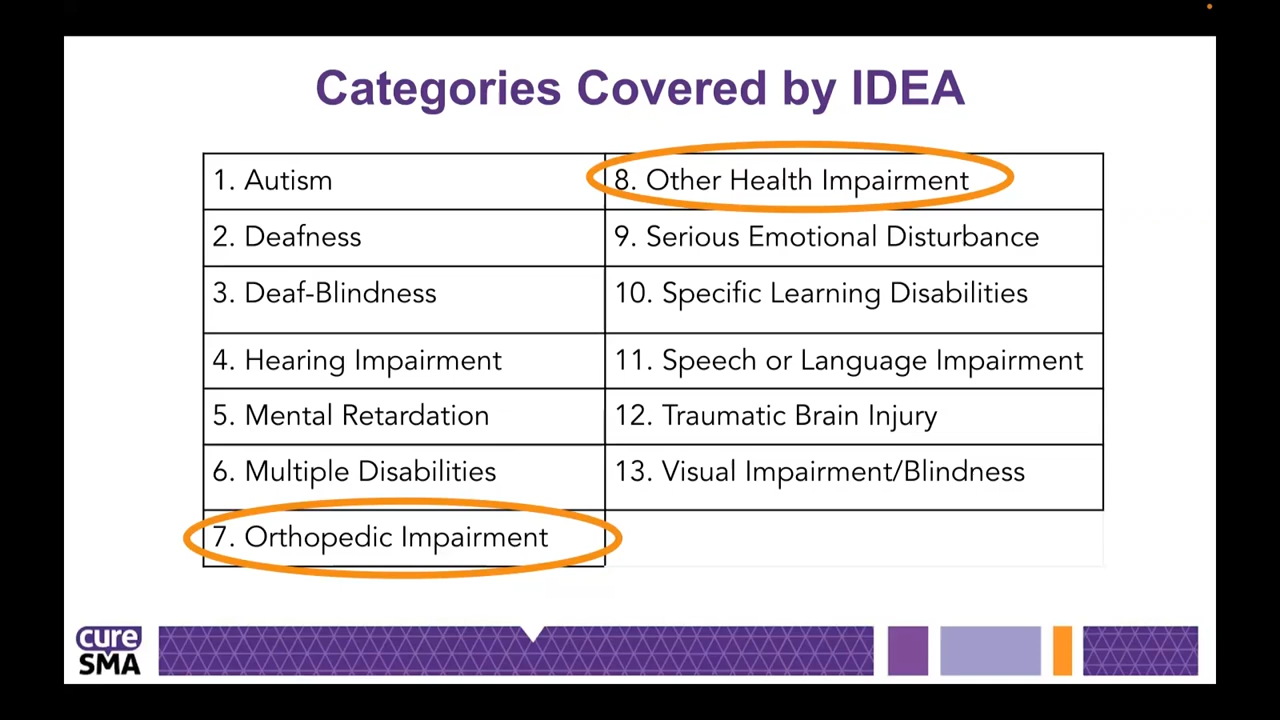 Categories Covered by IDEA
1. Autism
8. Other Health Impairment
2. Deafness
9. Serious Emotional Disturbance
3. Deaf-Blindness
10. Specific Learning Disabilities
4. Hearing Impairment
11. Speech or Language Impairment
5. Mental Retardation
12. Traumatic Brain Injury
6. Multiple Disabilities
13. Visual Impairment/Blindness
7. Orthopedic Impairment
cure
SMA